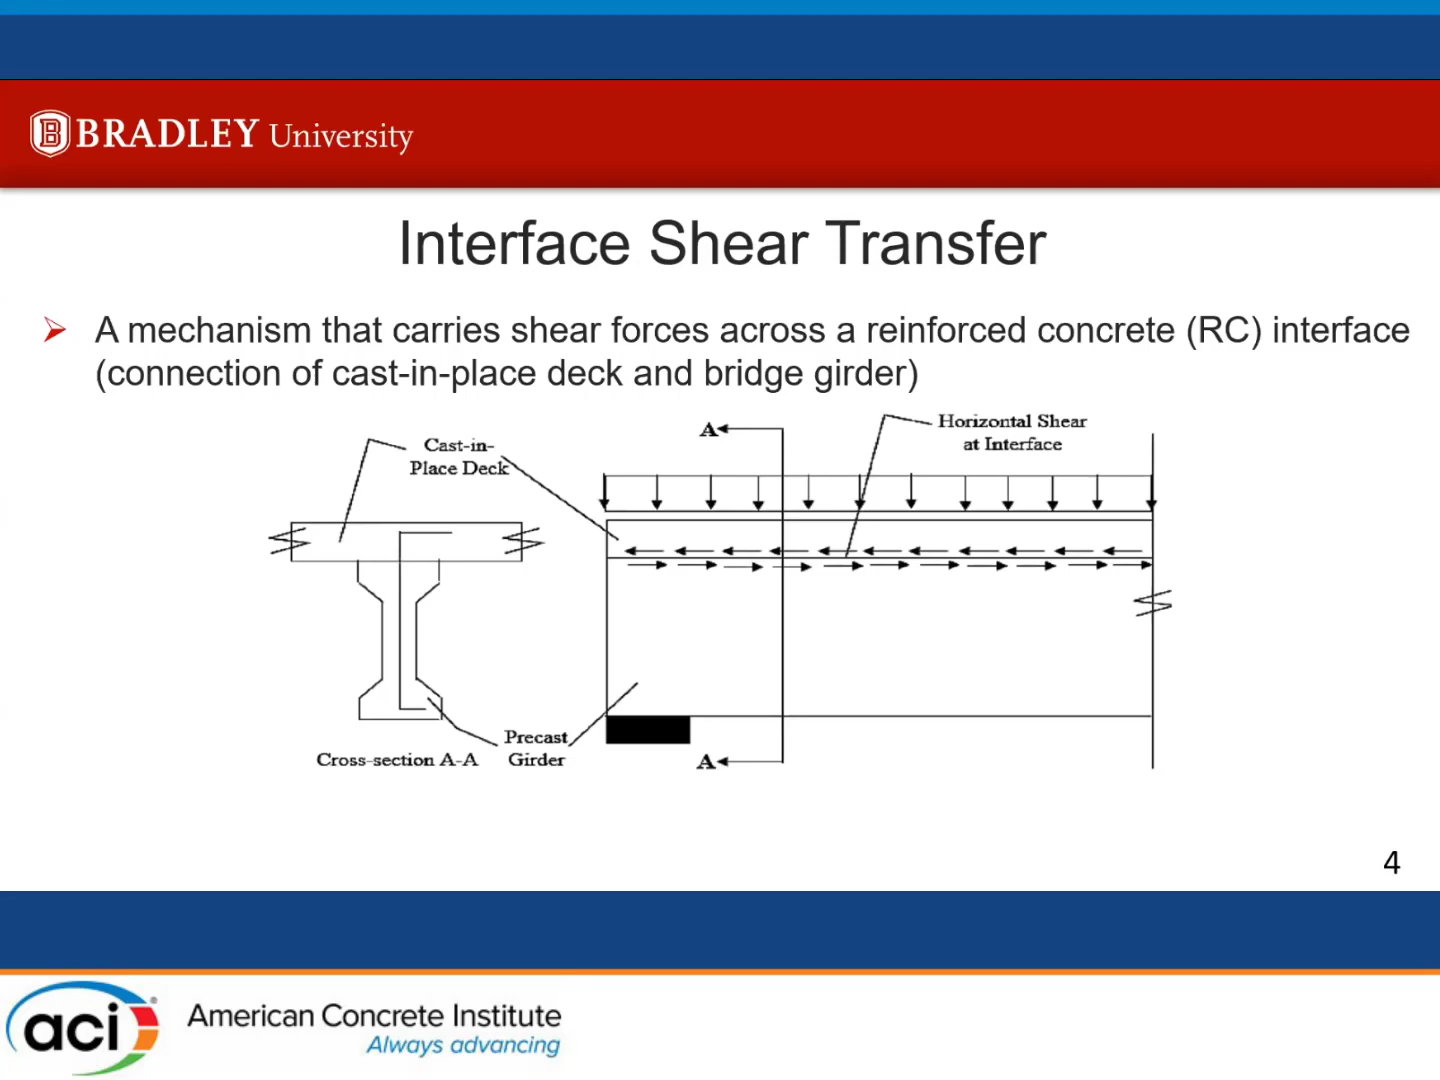 BRADLEY University
Interface Shear Transfer
A mechanism that carries shear forces across a reinforced concrete (RC) interface
(connection of cast-in-place deck and bridge girder)
Cast-in-
Place Deck
A
Horizontal Shear
at Interface
Cross-section A-A
Precast
Girder
A
4
aci
American Concrete Institute
Always advancing